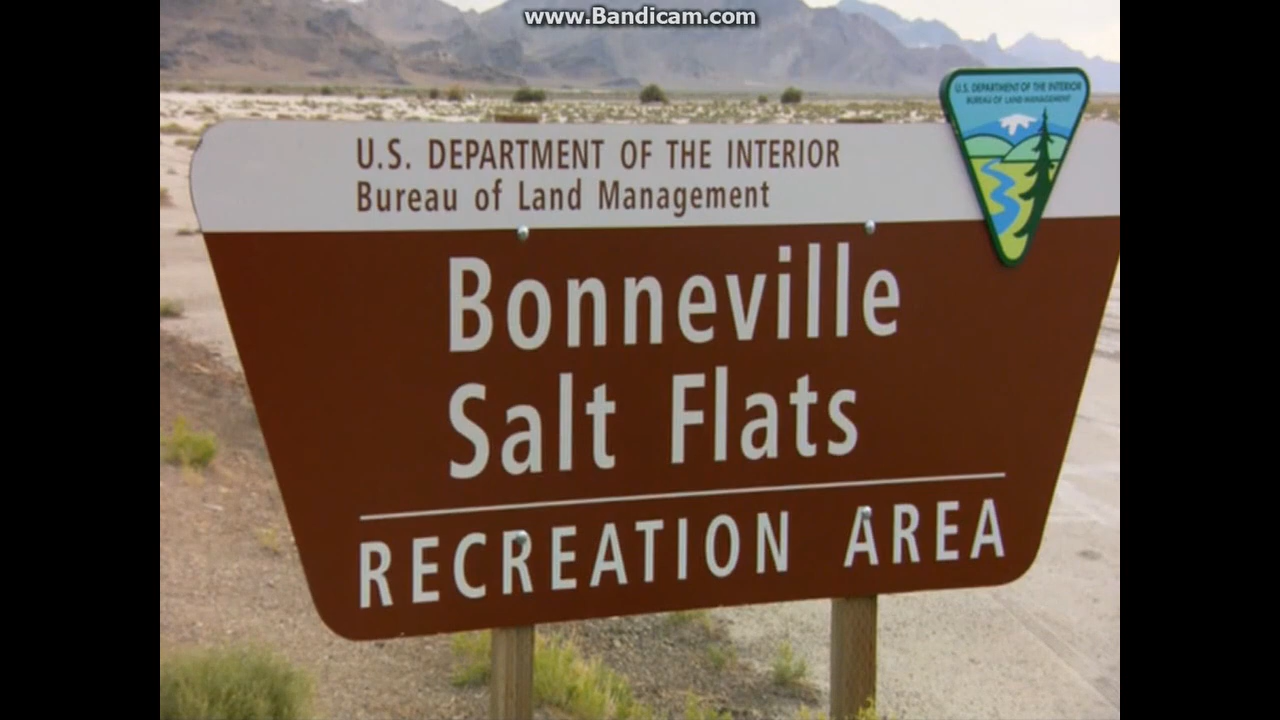 www.Bandicam.com
U.S. DEPARTMENT OF THE INTERIOR
BUREAU OF LAND MANAGEMENT
U.S. DEPARTMENT OF THE INTERIOR
Bureau of Land Management
Bonneville
Salt Flats
RECREATION AREA